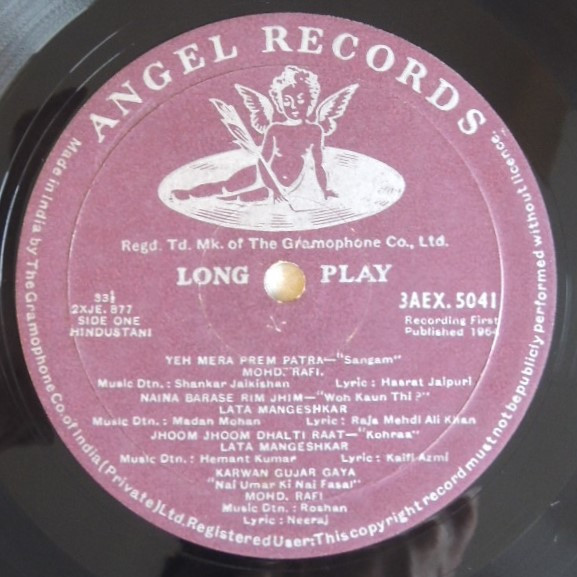 ANGEL RECORDS
Regd. Td. Mk. of The Gramophone Co., Ltd.
LONG PLAY
33⅓
2XJE. 877
SIDE ONE
HINDUSTANI
3AEX. 5041
Recording First
Published 1964
YEH MERA PREM PATRA—"Sangam"
MOHD. RAFI.
Music Dtn.: Shankar Jaikishan Lyric: Hasrat Jaipuri
NAINA BARASE RIM JHIM—"Woh Kaun Thi?"
LATA MANGESHKAR
Music Dtn.: Madan Mohan Lyric: Raja Mehdi Ali Khan
JHOOM JHOOM DHALTI RAAT—"Kohraa"
LATA MANGESHKAR
Music Dtn.: Hemant Kumar Lyric: Kaifi Azmi
KARWAN GUJAR GAYA
"Nai Umar Ki Nai Fasal"
MOHD. RAFI
Music Dtn.: Roshan
Lyric: Neeraj
Made in India by The Gramophone Co. of India (Private) Ltd. Registered User: This copyright record must not be publicly performed without licence.